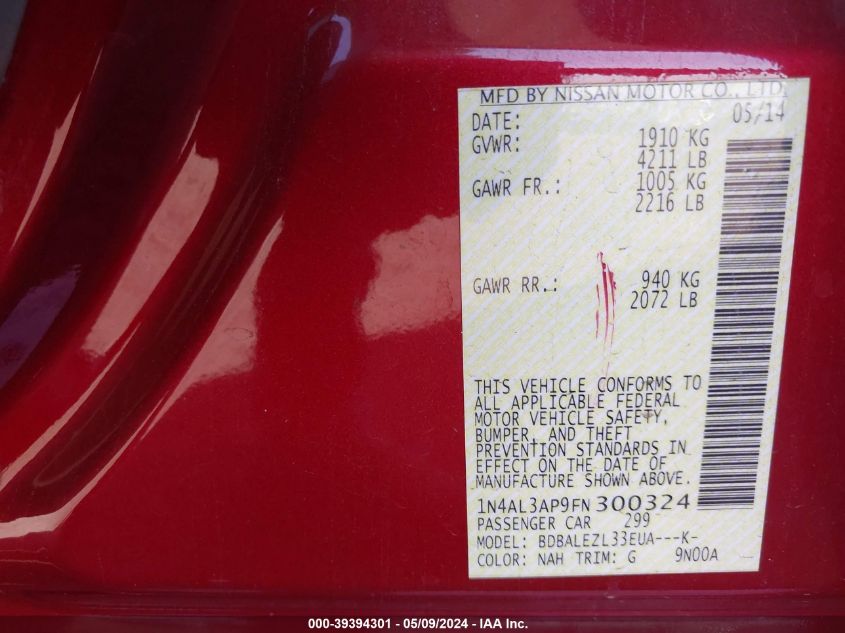 MFD BY NISSAN MOTOR CO., LTD.
DATE: 05/14
GVWR: 1910 KG
4211 LB
GAWR FR.: 1005 KG
2216 LB
GAWR RR.: 940 KG
2072 LB
THIS VEHICLE CONFORMS TO
ALL APPLICABLE FEDERAL
MOTOR VEHICLE SAFETY,
BUMPER, AND THEFT
PREVENTION STANDARDS IN
EFFECT ON THE DATE OF
MANUFACTURE SHOWN ABOVE.
1N4AL3AP9FN300324
PASSENGER CAR 299
MODEL: BDBALEZL33EUA---K-
COLOR: NAH TRIM: G 9N00A
000-39394301 - 05/09/2024 - IAA Inc.